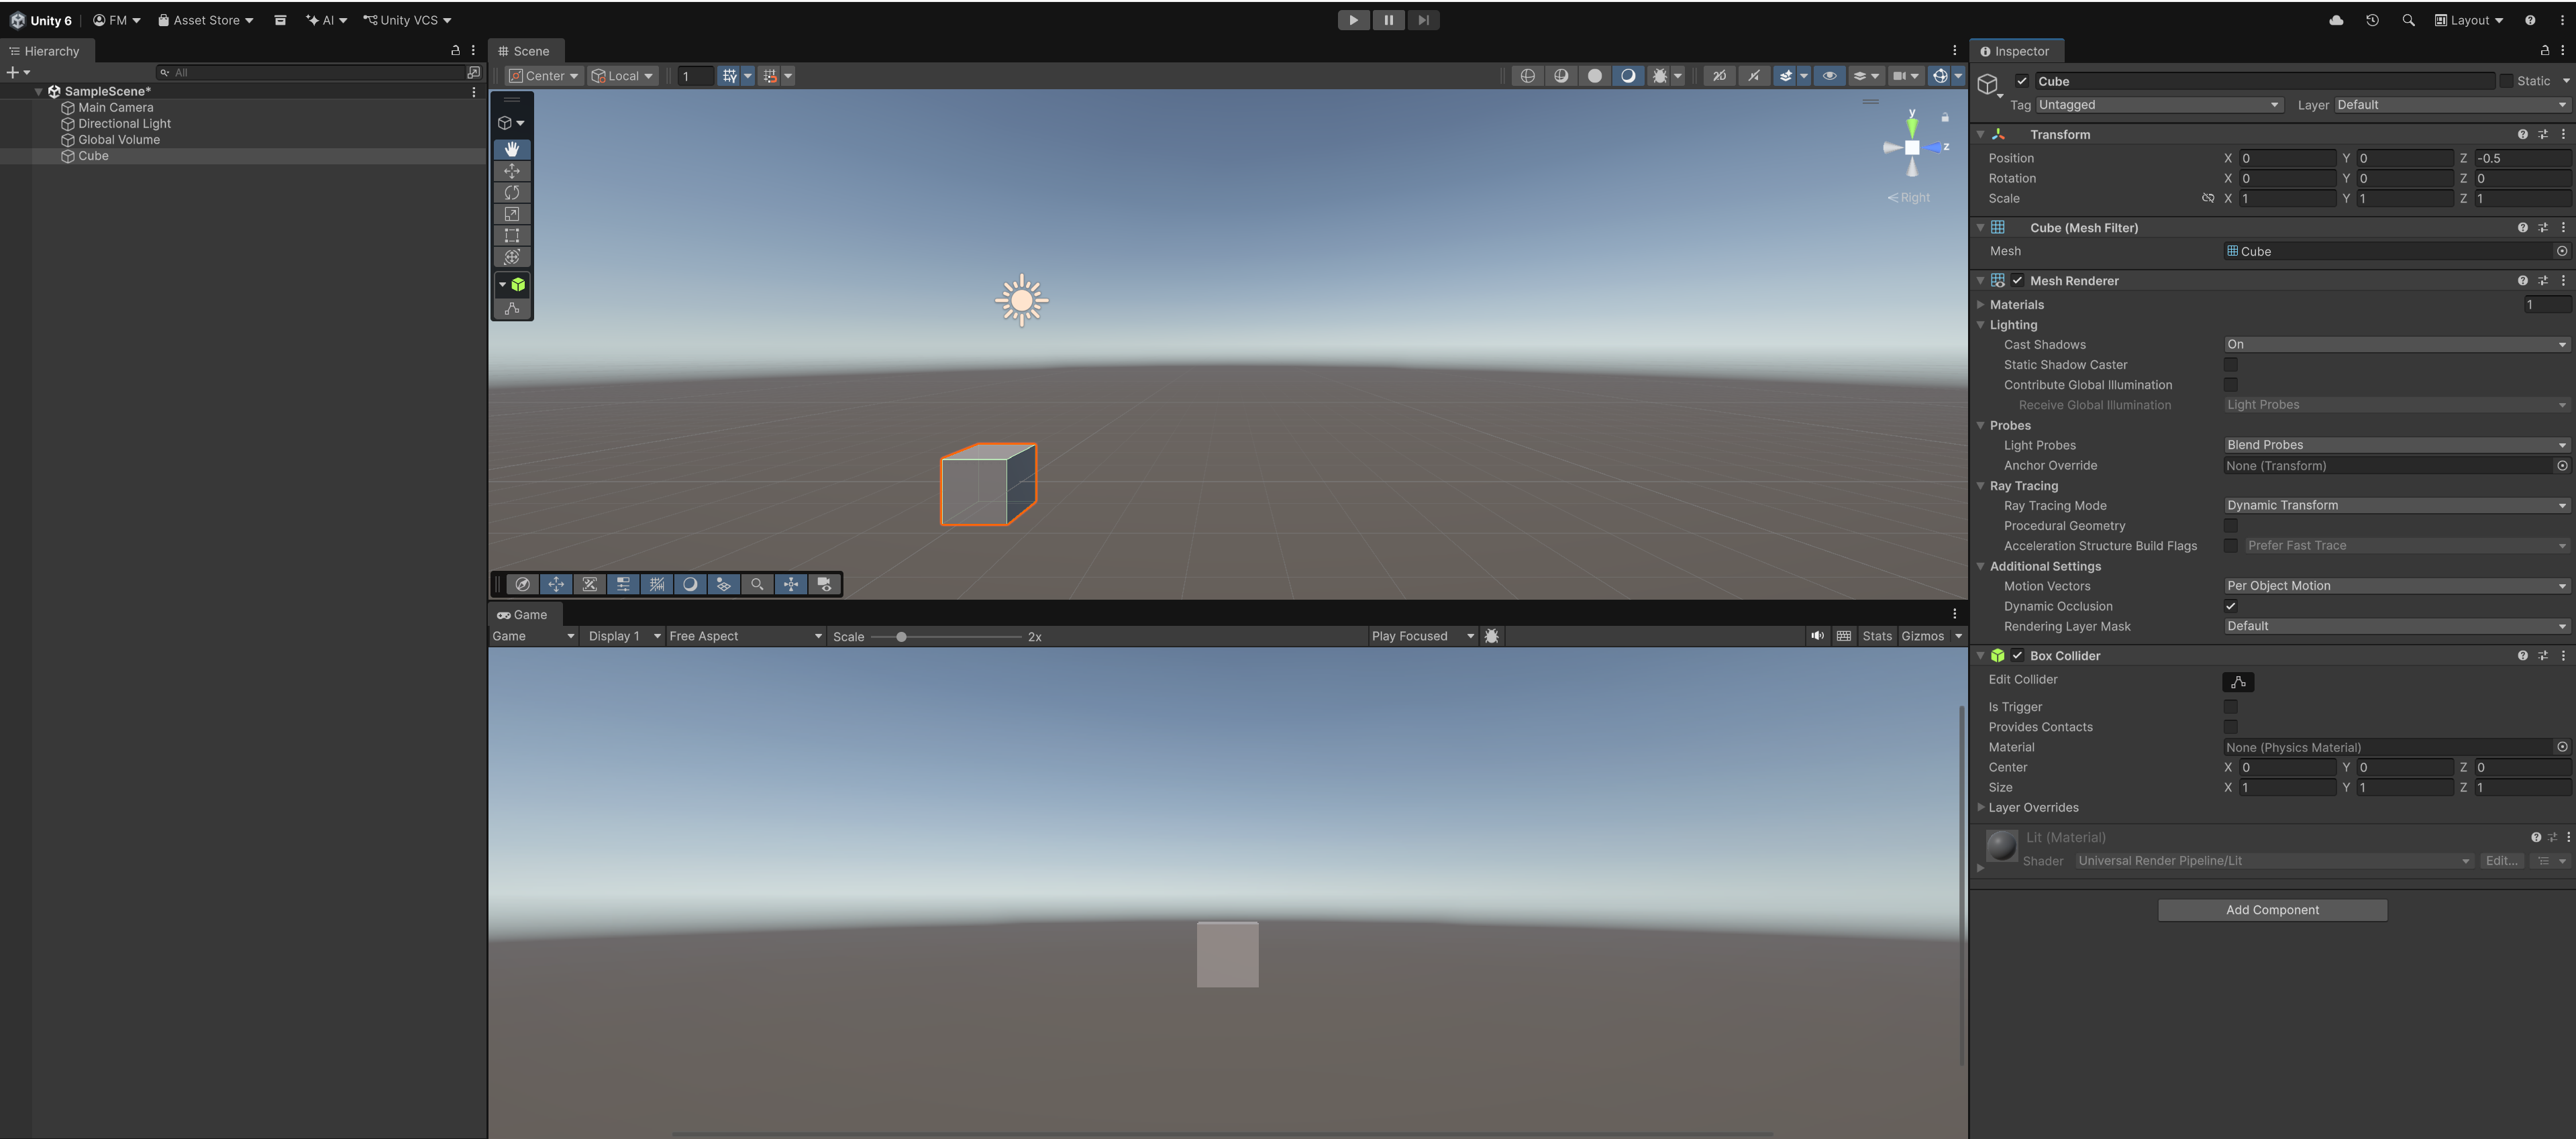 Unity 6 FM Asset Store AI Unity VCS Layout
Hierarchy
All
SampleScene*
Main Camera
Directional Light
Global Volume
Cube
Scene
Center Local 1 2D
y
z
Right
Game
Game Display 1 Free Aspect Scale 2x Play Focused Stats Gizmos
Inspector
Cube Static
Tag Untagged Layer Default
Transform
Position X 0 Y 0 Z -0.5
Rotation X 0 Y 0 Z 0
Scale X 1 Y 1 Z 1
Cube (Mesh Filter)
Mesh Cube
Mesh Renderer
Materials 1
Lighting
Cast Shadows On
Static Shadow Caster
Contribute Global Illumination
Receive Global Illumination Light Probes
Probes
Light Probes Blend Probes
Anchor Override None (Transform)
Ray Tracing
Ray Tracing Mode Dynamic Transform
Procedural Geometry
Acceleration Structure Build Flags Prefer Fast Trace
Additional Settings
Motion Vectors Per Object Motion
Dynamic Occlusion
Rendering Layer Mask Default
Box Collider
Edit Collider
Is Trigger
Provides Contacts
Material None (Physics Material)
Center X 0 Y 0 Z 0
Size X 1 Y 1 Z 1
Layer Overrides
Lit (Material)
Shader Universal Render Pipeline/Lit Edit...
Add Component